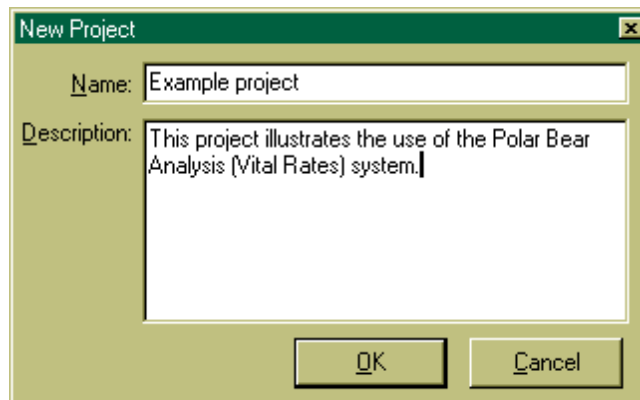 New Project
Name: Example project
Description: This project illustrates the use of the Polar Bear
Analysis (Vital Rates) system.
OK Cancel